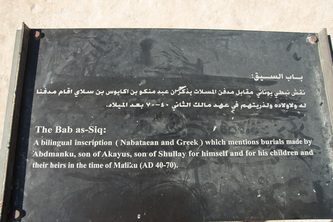 باب السيق:
نقش نبطي يوناني مقابل مدفن المسلات يذكر ان عبد منكو بن اكايوس بن سلاي اقام مدفنا
له ولاولاده ولذريتهم في عهد مالك الثاني ٤٠-٧٠ بعد الميلاد.
The Bab as-Siq:
A bilingual inscription ( Nabataean and Greek ) which mentions burials made by
Abdmanku, son of Akayus, son of Shullay for himself and for his children and
their heirs in the time of Maliku (AD 40-70).